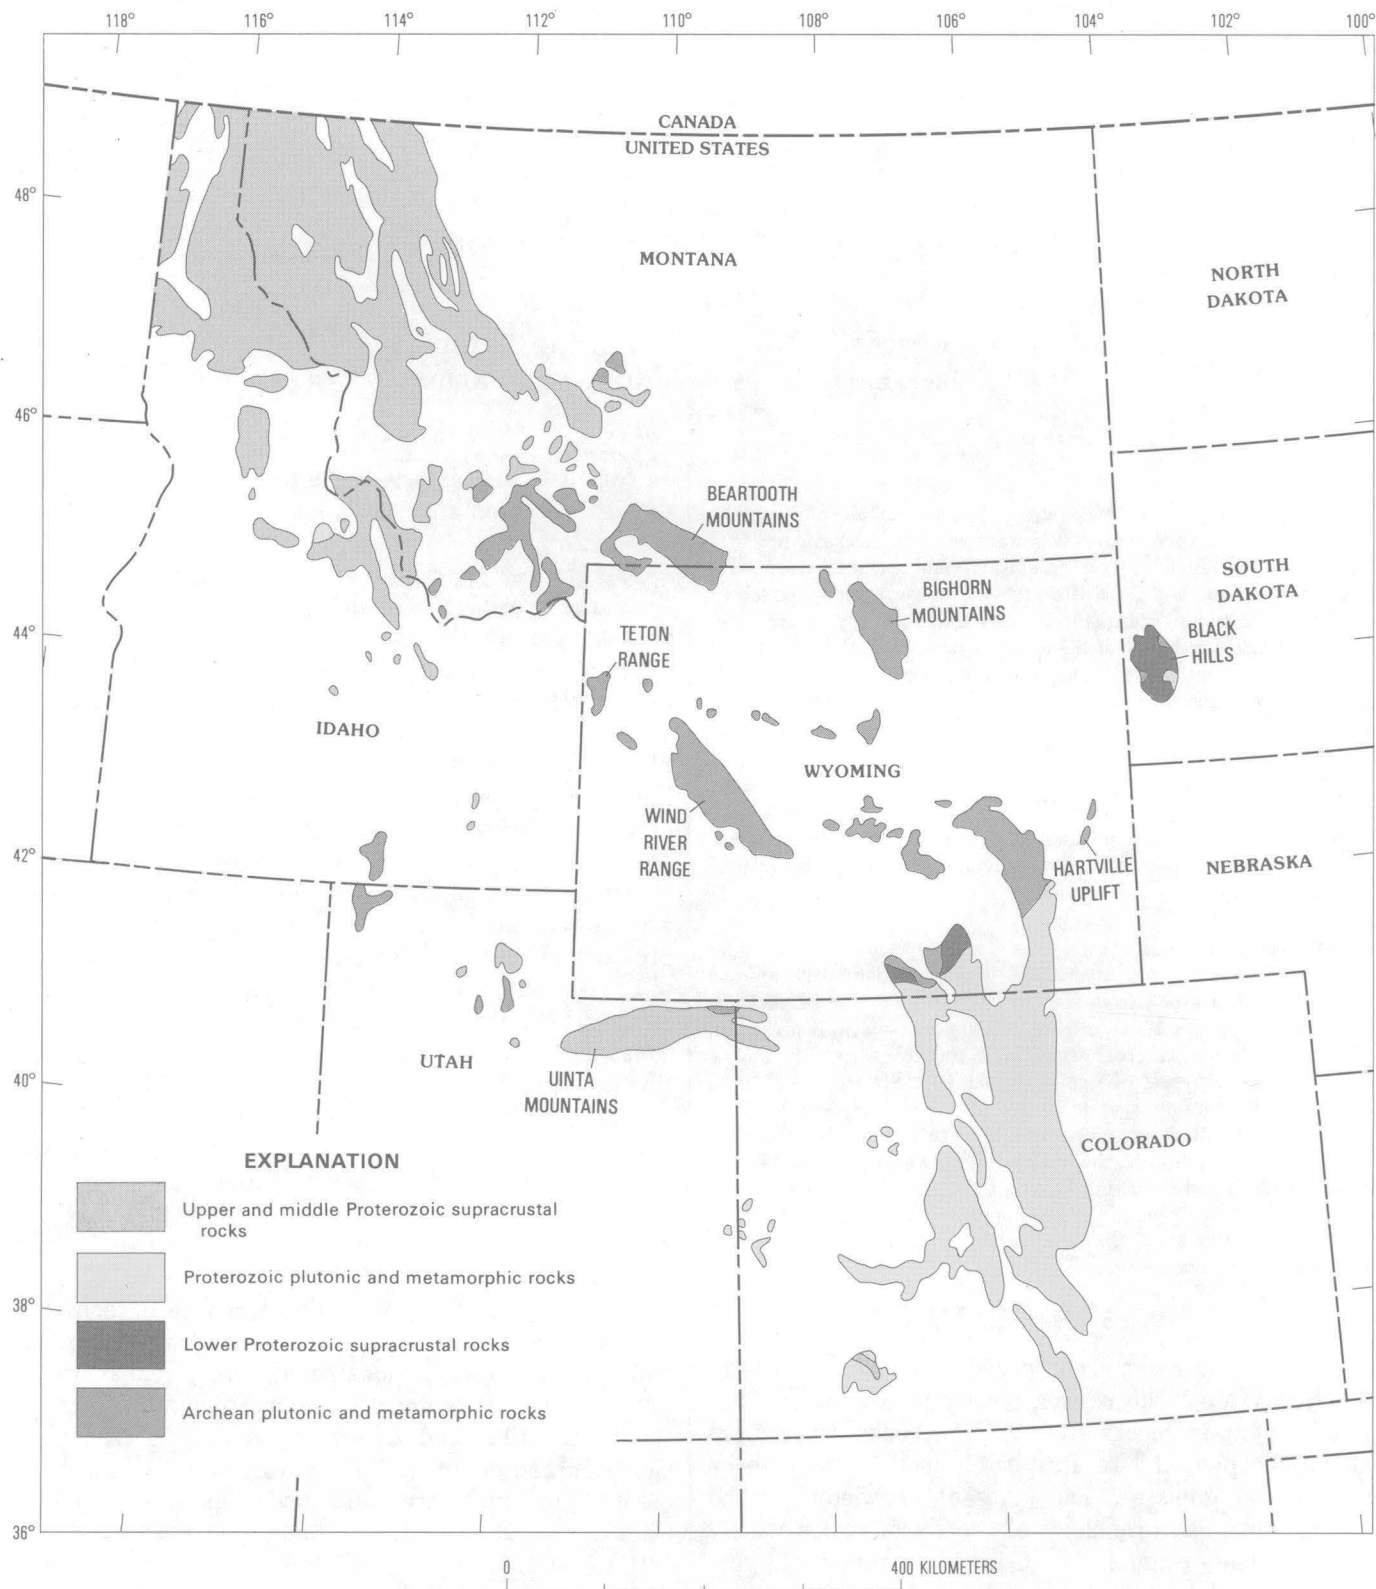 118° 116° 114° 112° 110° 108° 106° 104° 102° 100°
CANADA
UNITED STATES
48°
MONTANA
NORTH
DAKOTA
46°
BEARTOOTH
MOUNTAINS
BIGHORN
MOUNTAINS
SOUTH
DAKOTA
44°
TETON
RANGE
BLACK
HILLS
IDAHO
WYOMING
WIND
RIVER
RANGE
42°
HARTVILLE
UPLIFT
NEBRASKA
UTAH
40°
UINTA
MOUNTAINS
COLORADO
EXPLANATION
Upper and middle Proterozoic supracrustal
rocks
Proterozoic plutonic and metamorphic rocks
38°
Lower Proterozoic supracrustal rocks
Archean plutonic and metamorphic rocks
36°
0 400 KILOMETERS